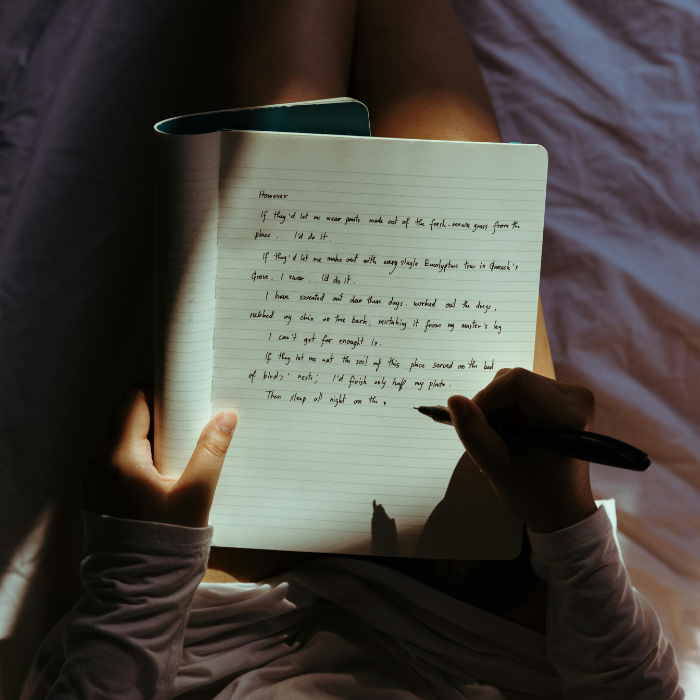 However
If they'd let me wear pants made out of the fresh-nerve grass from the
place. I'd do it.
If they'd let me make out with every single Eucalyptus tree in Gnrach's
Grove. I swear. I'd do it.
I have sweated out dew these days. worked out the dregs,
rubbed my chin on tree bark, mistaking it from my master's leg
I can't get far enough in.
If they let me eat the soil of this place served on the bed
of birds' nests; I'd finish only half my plate.
Then sleep all night on the